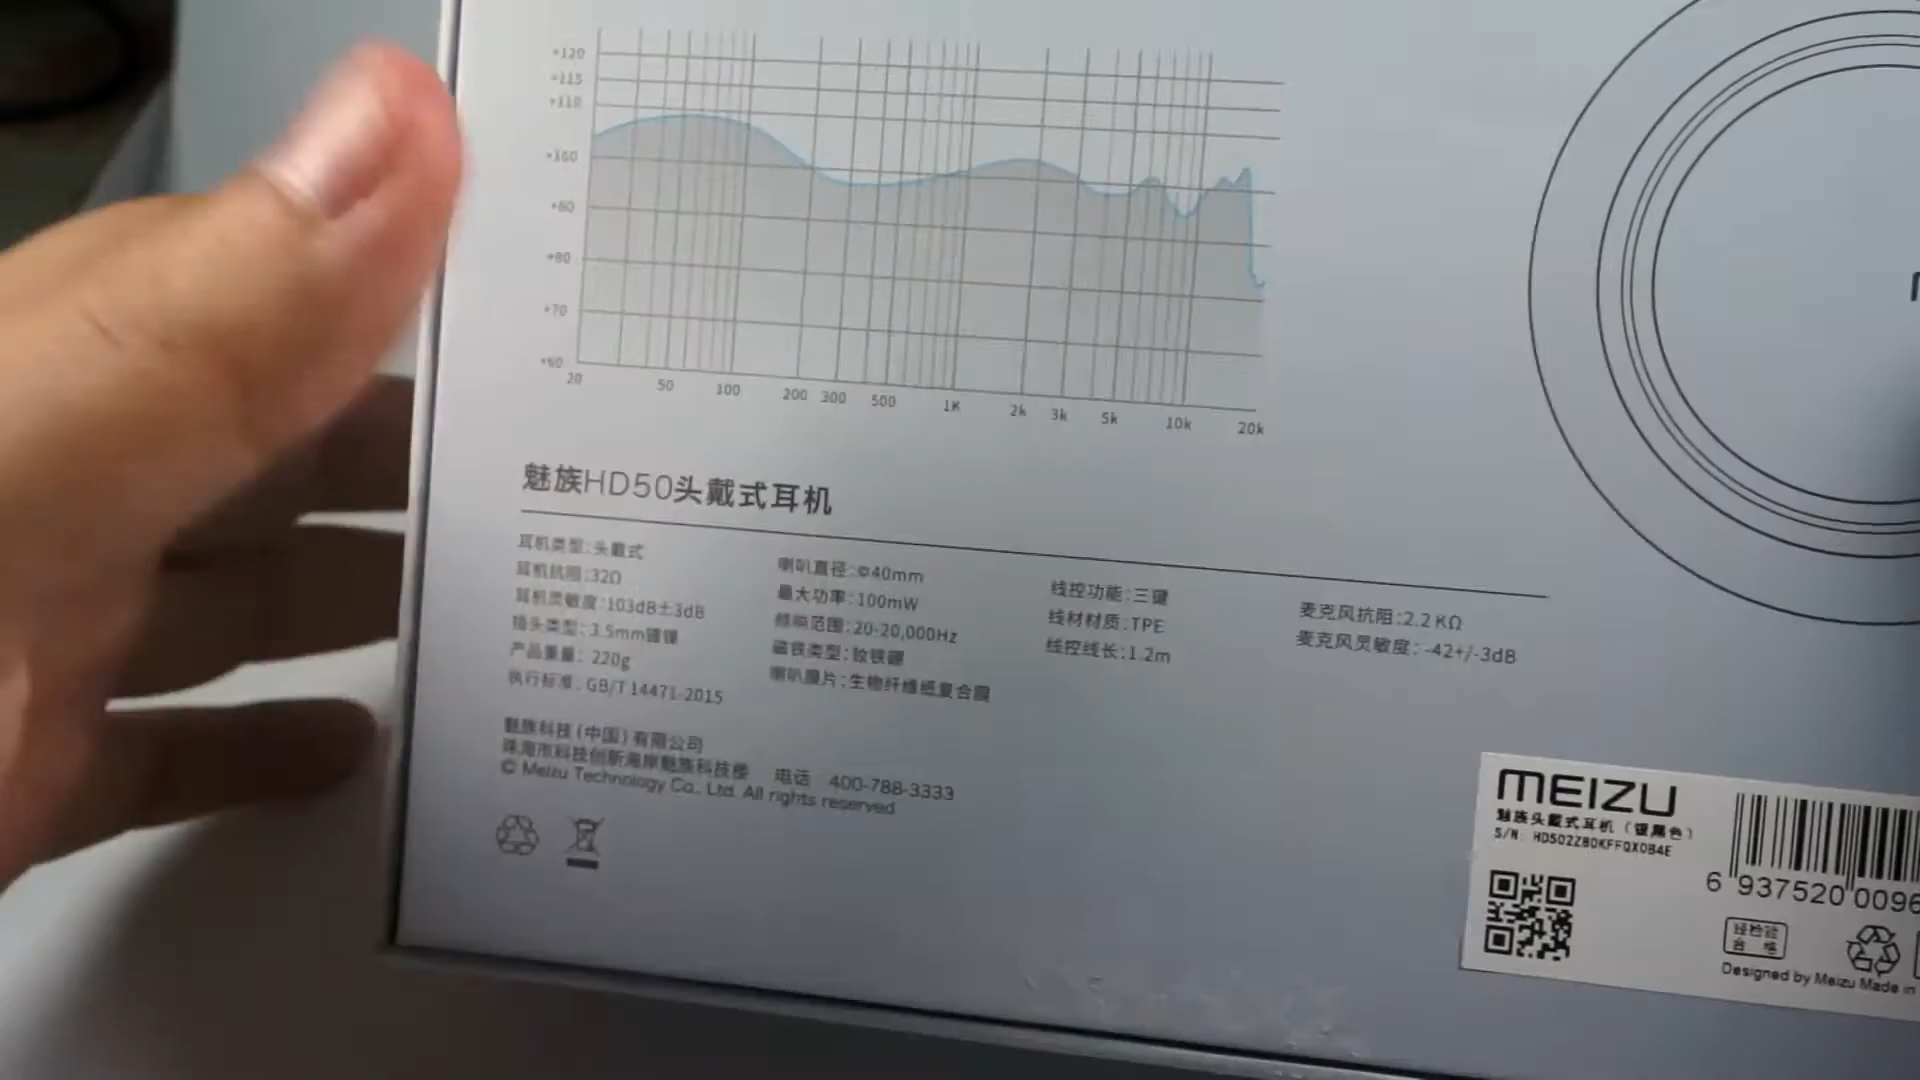 +120
+115
+110
+100
+80
+70
+60
20 50 100 200 300 500 1K 2k 3k 5k 10k 20k
魅族HD50头戴式耳机
耳机类型:头戴式
耳机抗阻:32Ω
耳机灵敏度:103dB±3dB
插头类型:3.5mm镀镍
产品重量: 220g
执行标准: GB/T 14471-2015
喇叭直径:Φ40mm
最大功率:100mW
频响范围:20-20,000Hz
磁铁类型:钕铁硼
喇叭膜片:生物纤维纸复合膜
线控功能:三键
线材材质:TPE
线控线长:1.2m
麦克风抗阻:2.2 KΩ
麦克风灵敏度: -42+/-3dB
魅族科技(中国)有限公司
珠海市科技创新海岸魅族科技楼 电话 400-788-3333
© Meizu Technology Co., Ltd. All rights reserved
MEIZU
魅族头戴式耳机 (银黑色)
S/N: HD502ZB0KFFQX0B4E
6 937520 0096
经检验
合 格
Designed by Meizu Made in